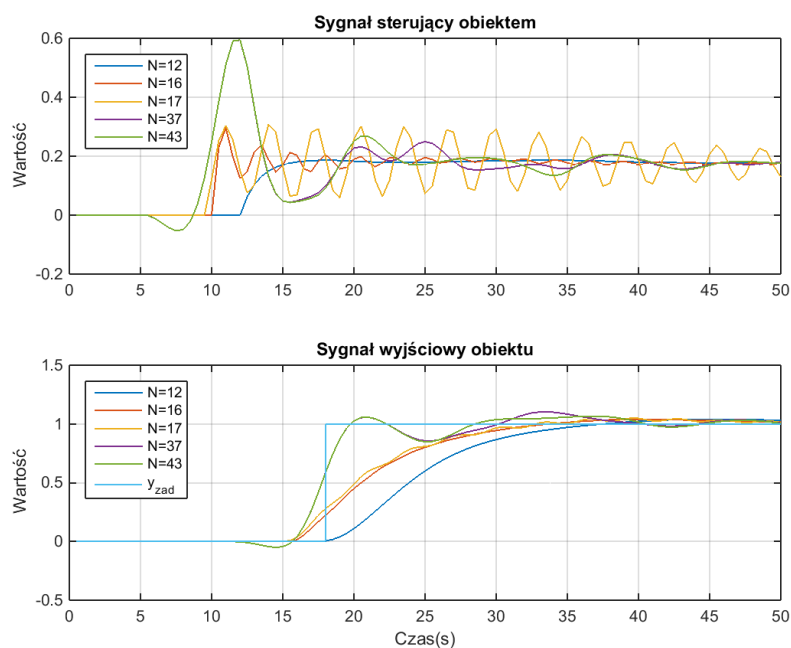 Sygnał sterujący obiektem
0.6
0.4
0.2
0
-0.2
Wartość
N=12
N=16
N=17
N=37
N=43
0 5 10 15 20 25 30 35 40 45 50
Sygnał wyjściowy obiektu
1.5
1
0.5
0
-0.5
Wartość
N=12
N=16
N=17
N=37
N=43
y_zad
0 5 10 15 20 25 30 35 40 45 50
Czas(s)